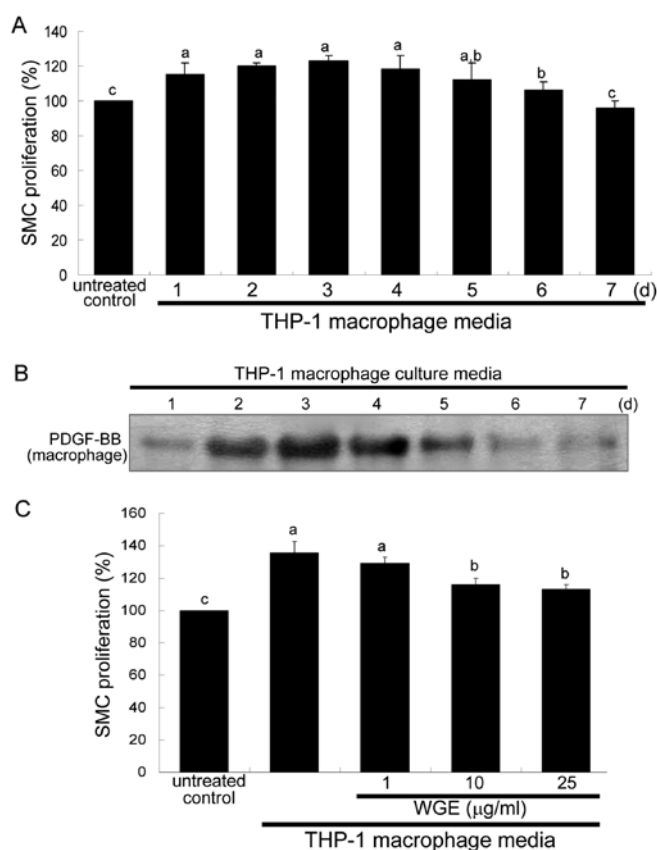 A
SMC proliferation (%)
140
120
100
80
60
40
20
0
c a a a a a,b b c
untreated
control
1 2 3 4 5 6 7 (d)
THP-1 macrophage media
B
THP-1 macrophage culture media
1 2 3 4 5 6 7 (d)
PDGF-BB
(macrophage)
C
SMC proliferation (%)
160
140
120
100
80
60
40
20
0
c a a b b
untreated
control
1 10 25
WGE (μg/ml)
THP-1 macrophage media